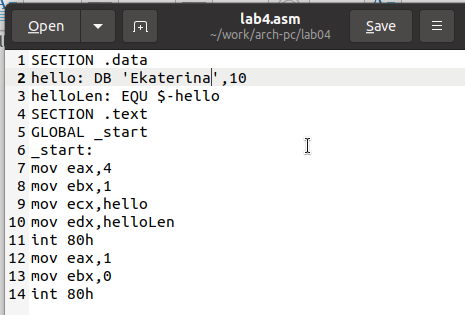 Open
lab4.asm
~/work/arch-pc/lab04
Save
1 SECTION .data
2 hello: DB 'Ekaterina',10
3 helloLen: EQU $-hello
4 SECTION .text
5 GLOBAL _start
6 _start:
7 mov eax,4
8 mov ebx,1
9 mov ecx,hello
10 mov edx,helloLen
11 int 80h
12 mov eax,1
13 mov ebx,0
14 int 80h